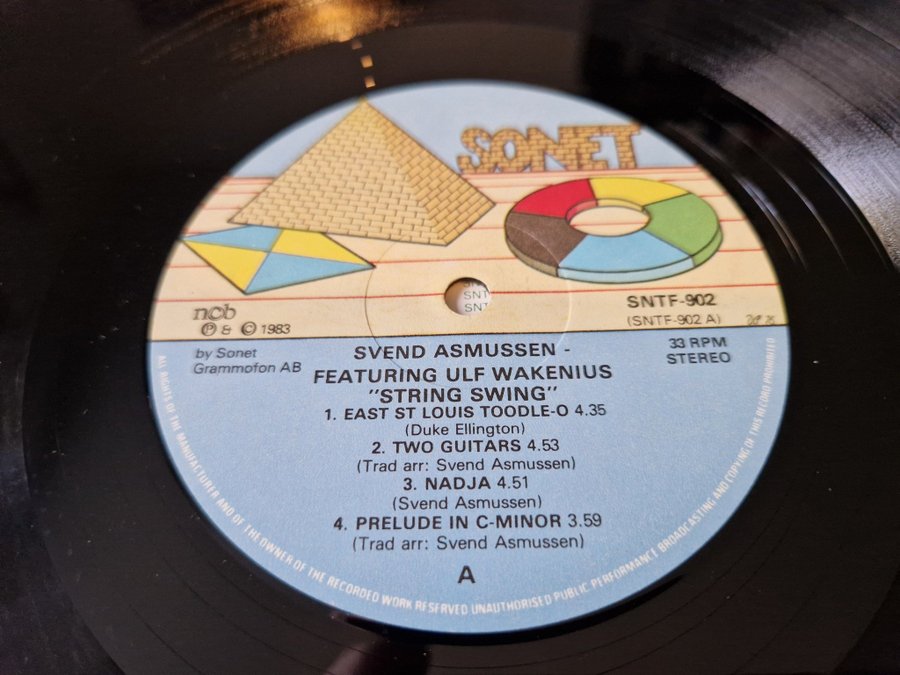 SONET
ncb
Ⓟ & © 1983
SNTF-902
(SNTF-902 A)
by Sonet
Grammofon AB
33 RPM
STEREO
SVEND ASMUSSEN -
FEATURING ULF WAKENIUS
"STRING SWING"
1. EAST ST LOUIS TOODLE-O 4.35
(Duke Ellington)
2. TWO GUITARS 4.53
(Trad arr: Svend Asmussen)
3. NADJA 4.51
(Svend Asmussen)
4. PRELUDE IN C-MINOR 3.59
(Trad arr: Svend Asmussen)
A
ALL RIGHTS OF THE MANUFACTURER AND OF THE OWNER OF THE RECORDED WORK RESERVED UNAUTHORISED PUBLIC PERFORMANCE BROADCASTING AND COPYING OF THIS RECORD PROHIBITED
SNT
SNT